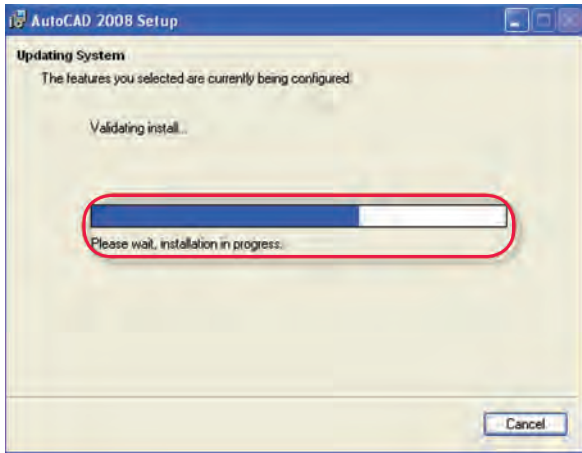 AutoCAD 2008 Setup
Updating System
The features you selected are currently being configured.
Validating install...
Please wait, installation in progress.
Cancel